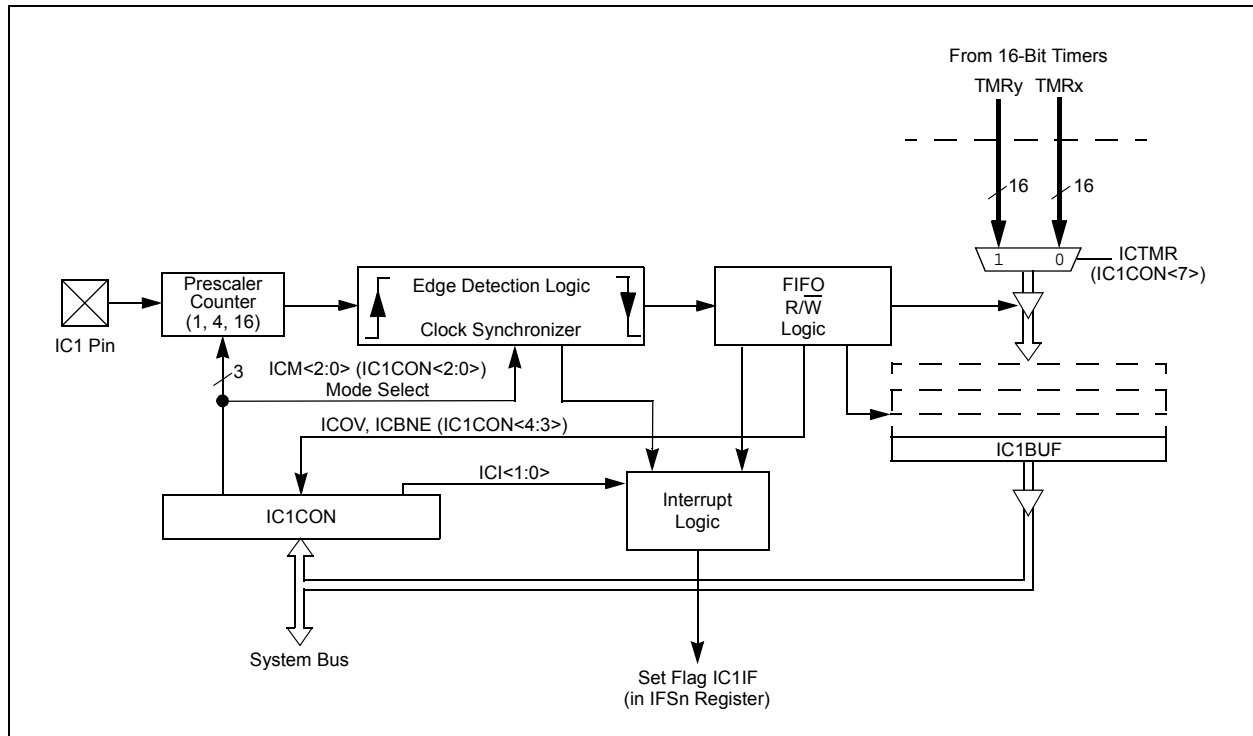 From 16-Bit Timers
TMRy TMRx
16 16
1 0
ICTMR
(IC1CON<7>)
Prescaler
Counter
(1, 4, 16)
IC1 Pin
Edge Detection Logic
Clock Synchronizer
FIFO
R/W̅
Logic
3
ICM<2:0> (IC1CON<2:0>)
Mode Select
ICOV, ICBNE (IC1CON<4:3>)
IC1BUF
ICI<1:0>
IC1CON
Interrupt
Logic
System Bus
Set Flag IC1IF
(in IFSn Register)